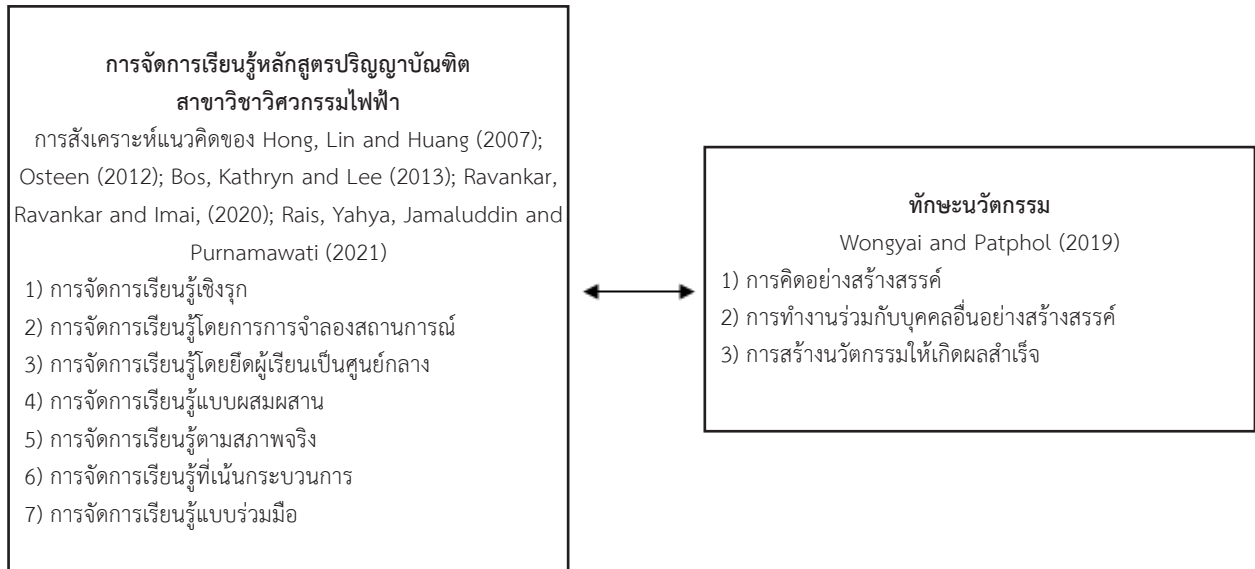 การจัดการเรียนรู้หลักสูตรปริญญาบัณฑิต
สาขาวิชาวิศวกรรมไฟฟ้า
การสังเคราะห์แนวคิดของ Hong, Lin and Huang (2007);
Osteen (2012); Bos, Kathryn and Lee (2013); Ravankar,
Ravankar and Imai, (2020); Rais, Yahya, Jamaluddin and
Purnamawati (2021)
1) การจัดการเรียนรู้เชิงรุก
2) การจัดการเรียนรู้โดยการการจำลองสถานการณ์
3) การจัดการเรียนรู้โดยยึดผู้เรียนเป็นศูนย์กลาง
4) การจัดการเรียนรู้แบบผสมผสาน
5) การจัดการเรียนรู้ตามสภาพจริง
6) การจัดการเรียนรู้ที่เน้นกระบวนการ
7) การจัดการเรียนรู้แบบร่วมมือ
ทักษะนวัตกรรม
Wongyai and Patphol (2019)
1) การคิดอย่างสร้างสรรค์
2) การทำงานร่วมกับบุคคลอื่นอย่างสร้างสรรค์
3) การสร้างนวัตกรรมให้เกิดผลสำเร็จ